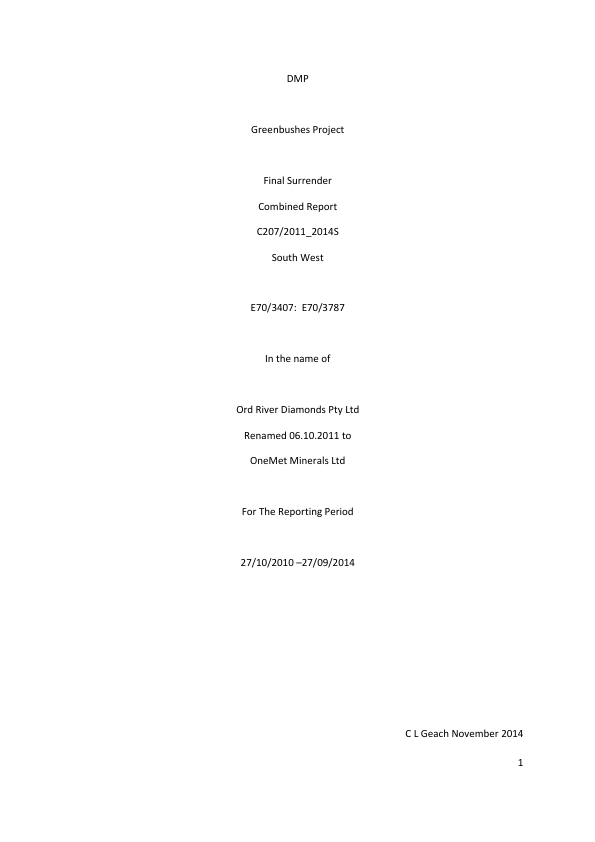 DMP
Greenbushes Project
Final Surrender
Combined Report
C207/2011_2014S
South West
E70/3407:  E70/3787
In the name of
Ord River Diamonds Pty Ltd
Renamed 06.10.2011 to
OneMet Minerals Ltd
For The Reporting Period
27/10/2010 –27/09/2014
C L Geach November 2014
1